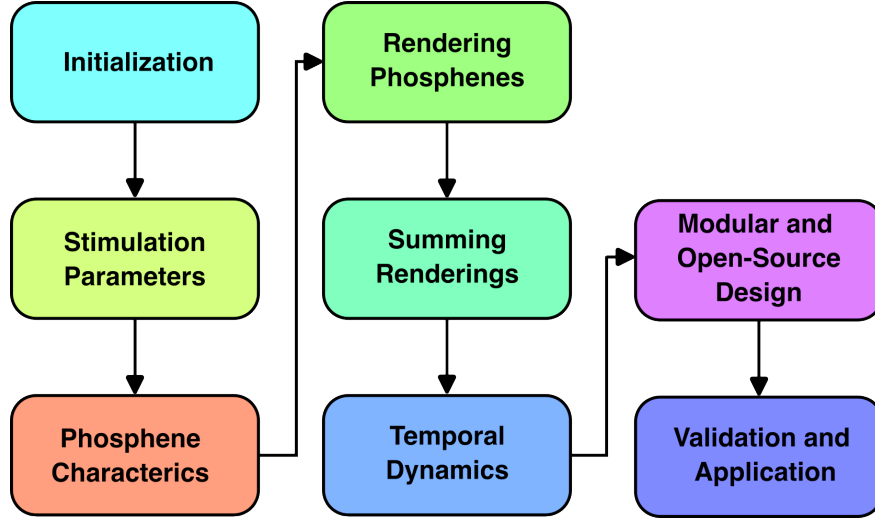 Initialization
Stimulation
Parameters
Phosphene
Characterics
Rendering
Phosphenes
Summing
Renderings
Temporal
Dynamics
Modular and
Open-Source
Design
Validation and
Application